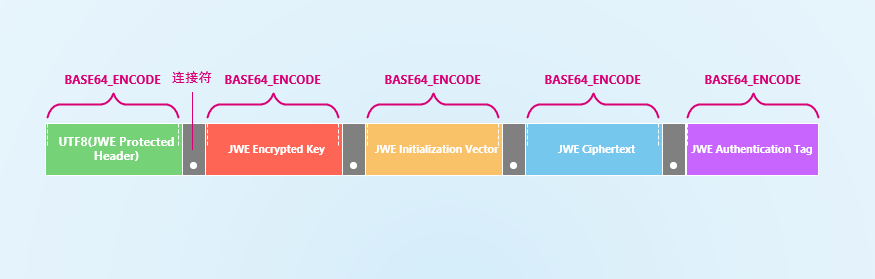 BASE64_ENCODE 连接符 BASE64_ENCODE BASE64_ENCODE BASE64_ENCODE BASE64_ENCODE
UTF8(JWE Protected
Header)
JWE Encrypted Key
JWE Initialization Vector
JWE Ciphertext
JWE Authentication Tag